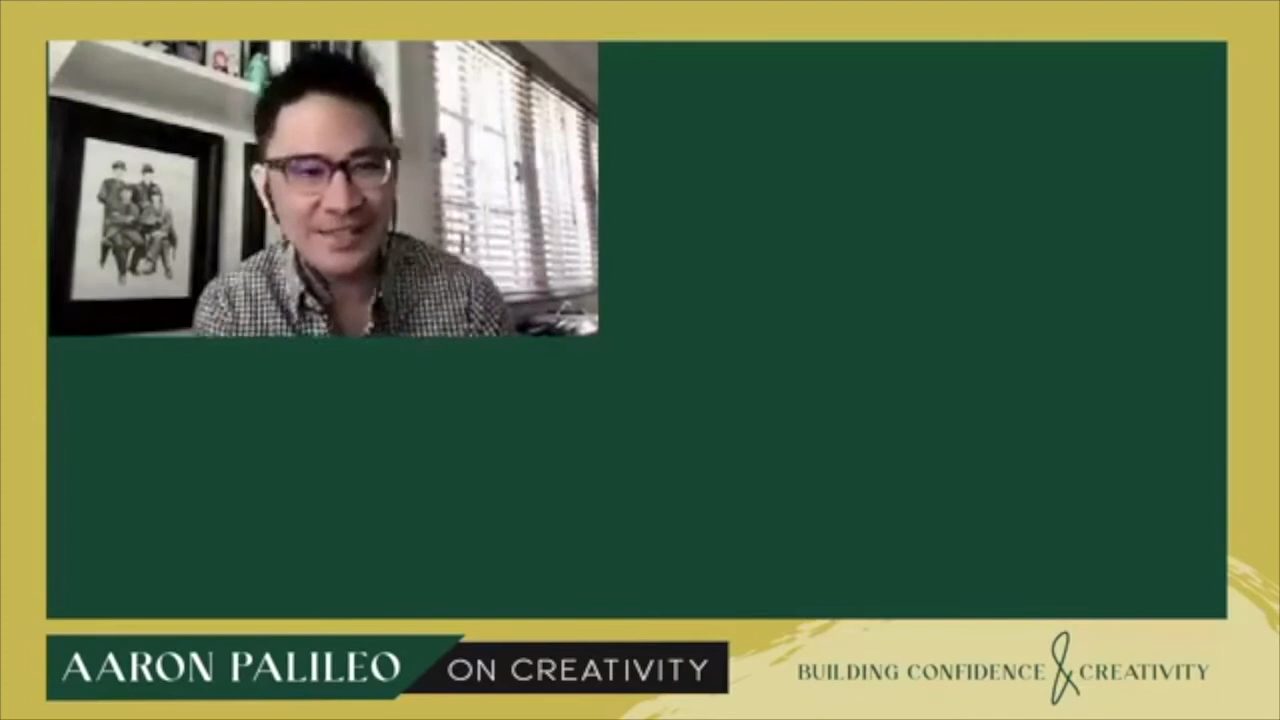 AARON PALILEO
ON CREATIVITY
BUILDING CONFIDENCE & CREATIVITY